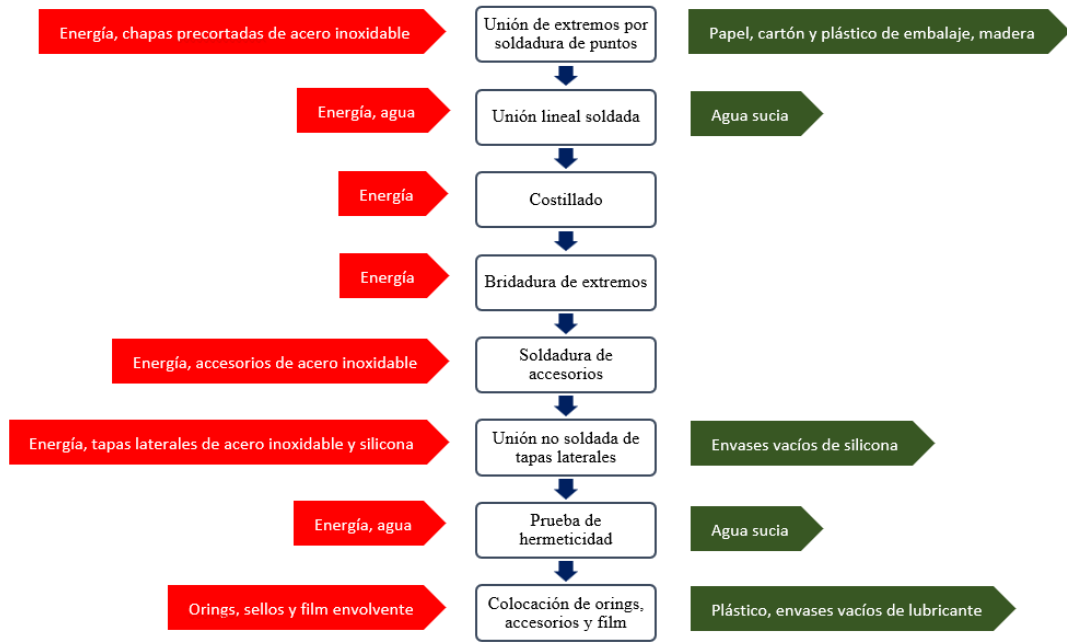 Energía, chapas precortadas de acero inoxidable
Unión de extremos por
soldadura de puntos
Papel, cartón y plástico de embalaje, madera
Energía, agua
Unión lineal soldada
Agua sucia
Energía
Costillado
Energía
Bridadura de extremos
Energía, accesorios de acero inoxidable
Soldadura de
accesorios
Energía, tapas laterales de acero inoxidable y silicona
Unión no soldada de
tapas laterales
Envases vacíos de silicona
Energía, agua
Prueba de
hermeticidad
Agua sucia
Orings, sellos y film envolvente
Colocación de orings,
accesorios y film
Plástico, envases vacíos de lubricante